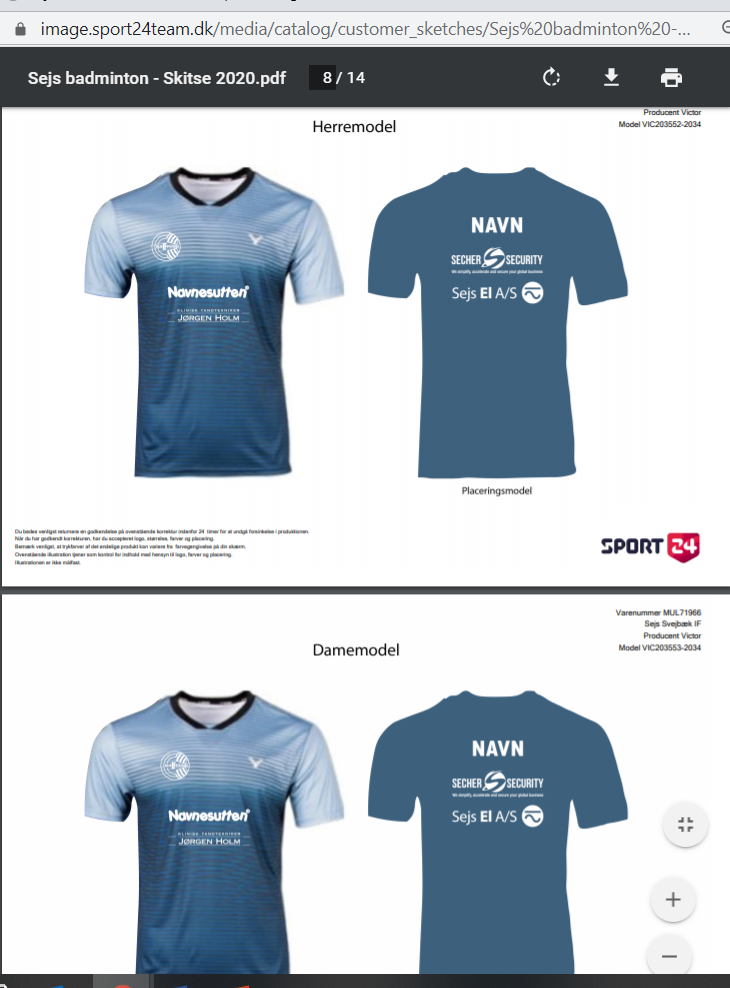 image.sport24team.dk/media/catalog/customer_sketches/Sejs%20badminton%20-...
Sejs badminton - Skitse 2020.pdf
8 / 14
Producent Victor
Model VIC203552-2034
Herremodel
Navnesutten
KLINISK TANDTEKNIKER
JØRGEN HOLM
NAVN
SECHER SECURITY
We simplify, accelerate and secure your global business
Sejs El A/S
Placeringsmodel
Du bedes venligst returnere en godkendelse på ovenstående korrektur indenfor 24 timer for at undgå forsinkelse i produktionen.
Når du har godkendt korrekturen, har du accepteret logo, størrelse, farver og placering.
Bemærk venligst, at trykfarver af det endelige produkt kan variere fra farvegengivelse på din skærm.
Ovenstående illustration tjener som kontrol for indhold med hensyn til logo, farver og placering.
Illustrationen er ikke målfast.
SPORT 24
Varenummer MUL71966
Sejs Svejbæk IF
Producent Victor
Model VIC203553-2034
Damemodel
Navnesutten
KLINISK TANDTEKNIKER
JØRGEN HOLM
NAVN
SECHER SECURITY
We simplify, accelerate and secure your global business
Sejs El A/S